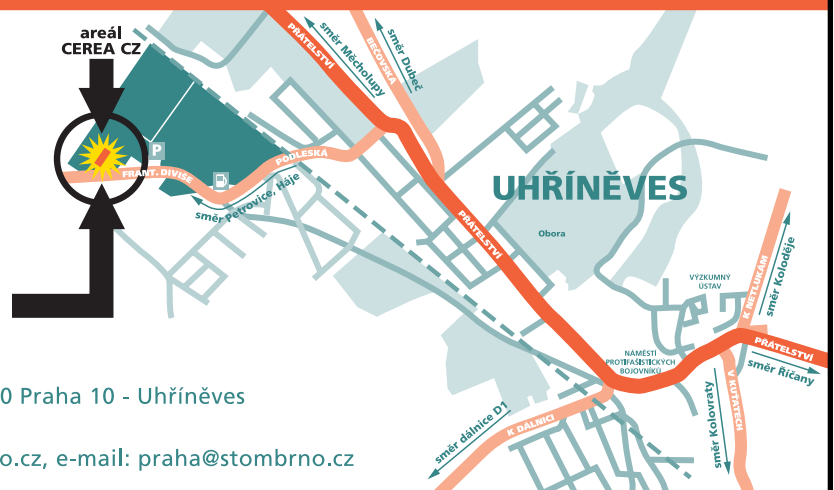 areál
CEREA CZ
PŘÁTELSTVÍ
směr Měcholupy
BEČOVSKÁ
směr Dubeč
P
FRANT. DIVIŠE
PODLESKÁ
směr Petrovice, Háje
UHŘÍNĚVES
Obora
PŘÁTELSTVÍ
VÝZKUMNÝ
ÚSTAV
K NETLUKÁM
směr Koloděje
NÁMĚSTÍ
PROTIFAŠISTICKÝCH
BOJOVNÍKŮ
PŘÁTELSTVÍ
směr Říčany
V KUŤATECH
směr Kolovraty
K DÁLNICI
směr dálnice D1
0 Praha 10 - Uhříněves
o.cz, e-mail: praha@stombrno.cz